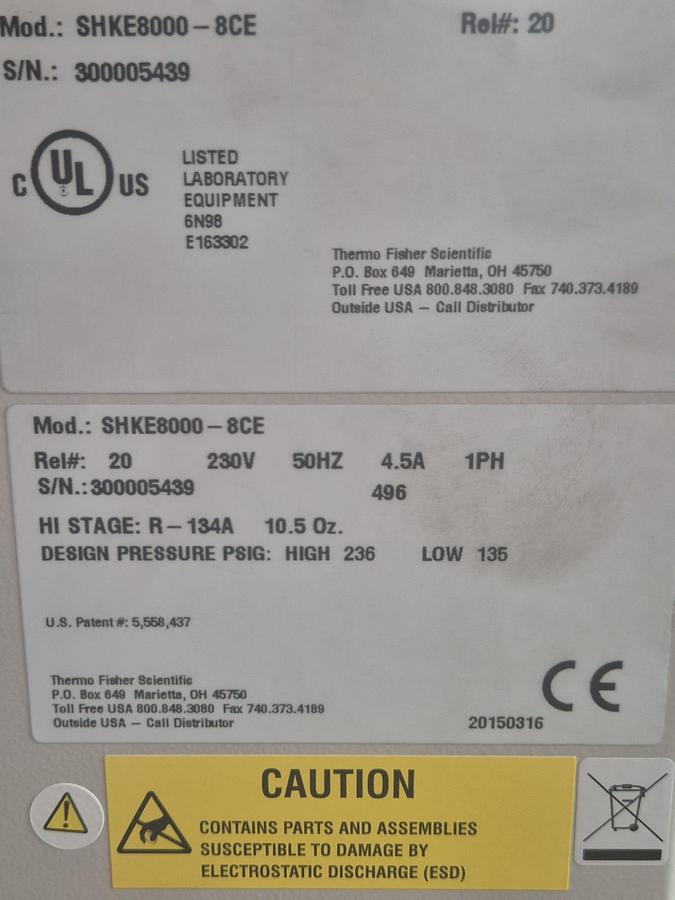 Mod.: SHKE8000-8CE Rel#: 20
S/N.: 300005439
C UL® US
LISTED
LABORATORY
EQUIPMENT
6N98
E163302
Thermo Fisher Scientific
P.O. Box 649 Marietta, OH 45750
Toll Free USA 800.848.3080 Fax 740.373.4189
Outside USA – Call Distributor
Mod.: SHKE8000-8CE
Rel#: 20 230V 50HZ 4.5A 1PH
S/N.:300005439 496
HI STAGE: R-134A 10.5 Oz.
DESIGN PRESSURE PSIG: HIGH 236 LOW 135
U.S. Patent #: 5,558,437
Thermo Fisher Scientific
P.O. Box 649 Marietta, OH 45750
Toll Free USA 800.848.3080 Fax 740.373.4189
Outside USA – Call Distributor
CE
20150316
CAUTION
CONTAINS PARTS AND ASSEMBLIES
SUSCEPTIBLE TO DAMAGE BY
ELECTROSTATIC DISCHARGE (ESD)